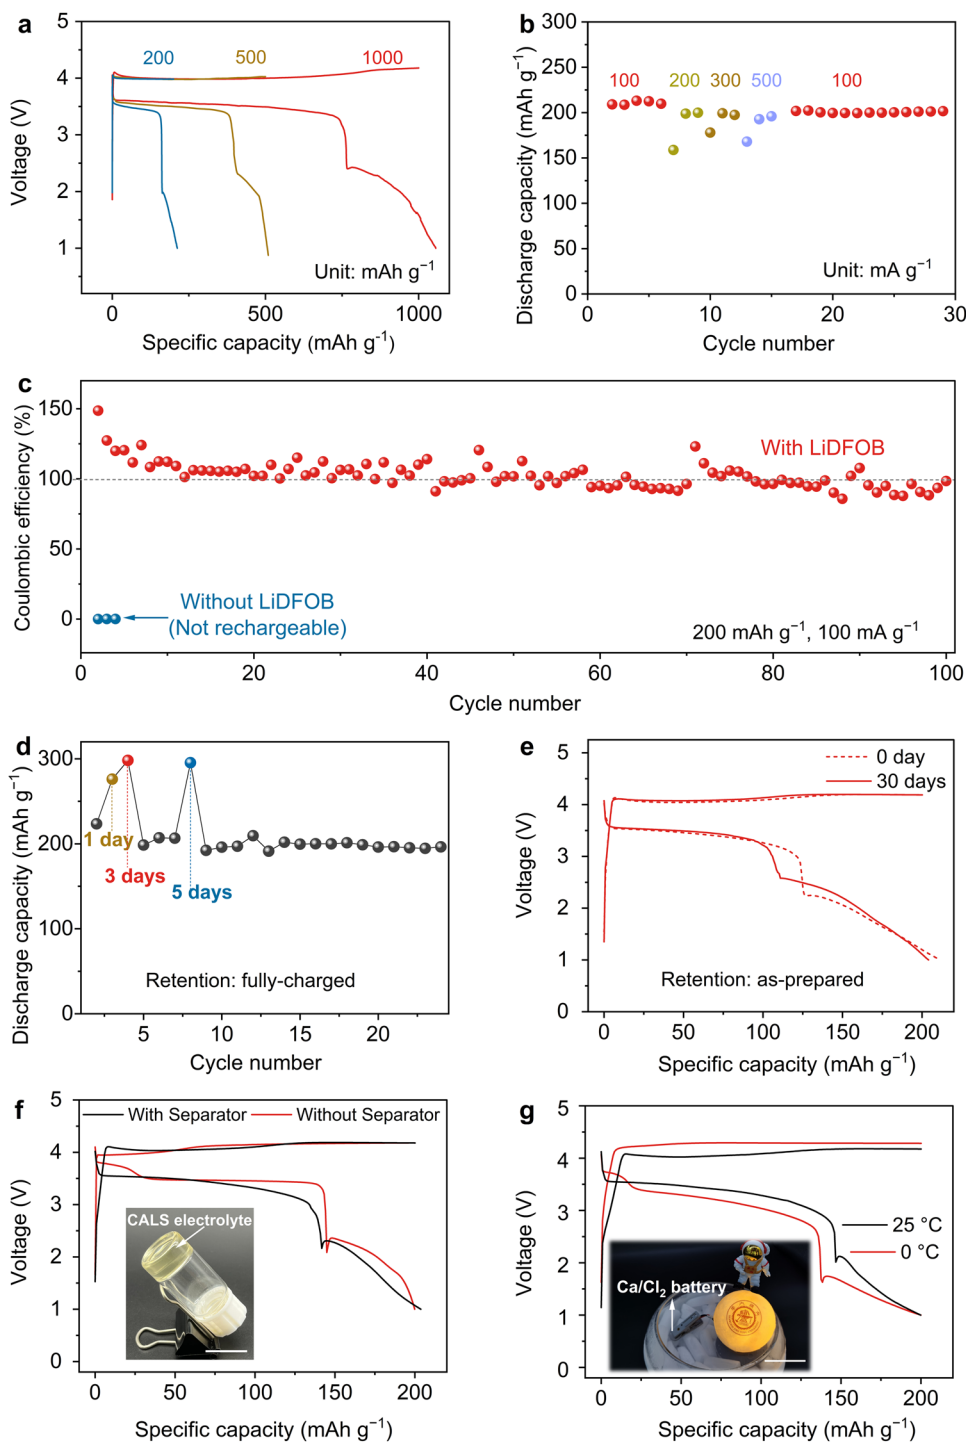 a
Voltage (V)
5
4
3
2
1
200
500
1000
Unit: mAh g⁻¹
0
500
1000
Specific capacity (mAh g⁻¹)
b
Discharge capacity (mAh g⁻¹)
300
250
200
150
100
50
0
100
200
300
500
100
Unit: mA g⁻¹
0
10
20
30
Cycle number
c
Coulombic efficiency (%)
150
100
50
0
With LiDFOB
Without LiDFOB
(Not rechargeable)
200 mAh g⁻¹, 100 mA g⁻¹
0
20
40
60
80
100
Cycle number
d
Discharge capacity (mAh g⁻¹)
300
200
100
0
1 day
3 days
5 days
Retention: fully-charged
5
10
15
20
Cycle number
e
Voltage (V)
5
4
3
2
1
0
0 day
30 days
Retention: as-prepared
0
50
100
150
200
Specific capacity (mAh g⁻¹)
f
Voltage (V)
5
4
3
2
1
0
With Separator
Without Separator
CALS electrolyte
0
50
100
150
200
Specific capacity (mAh g⁻¹)
g
Voltage (V)
5
4
3
2
1
0
25 °C
0 °C
Ca/Cl₂ battery
0
50
100
150
200
Specific capacity (mAh g⁻¹)